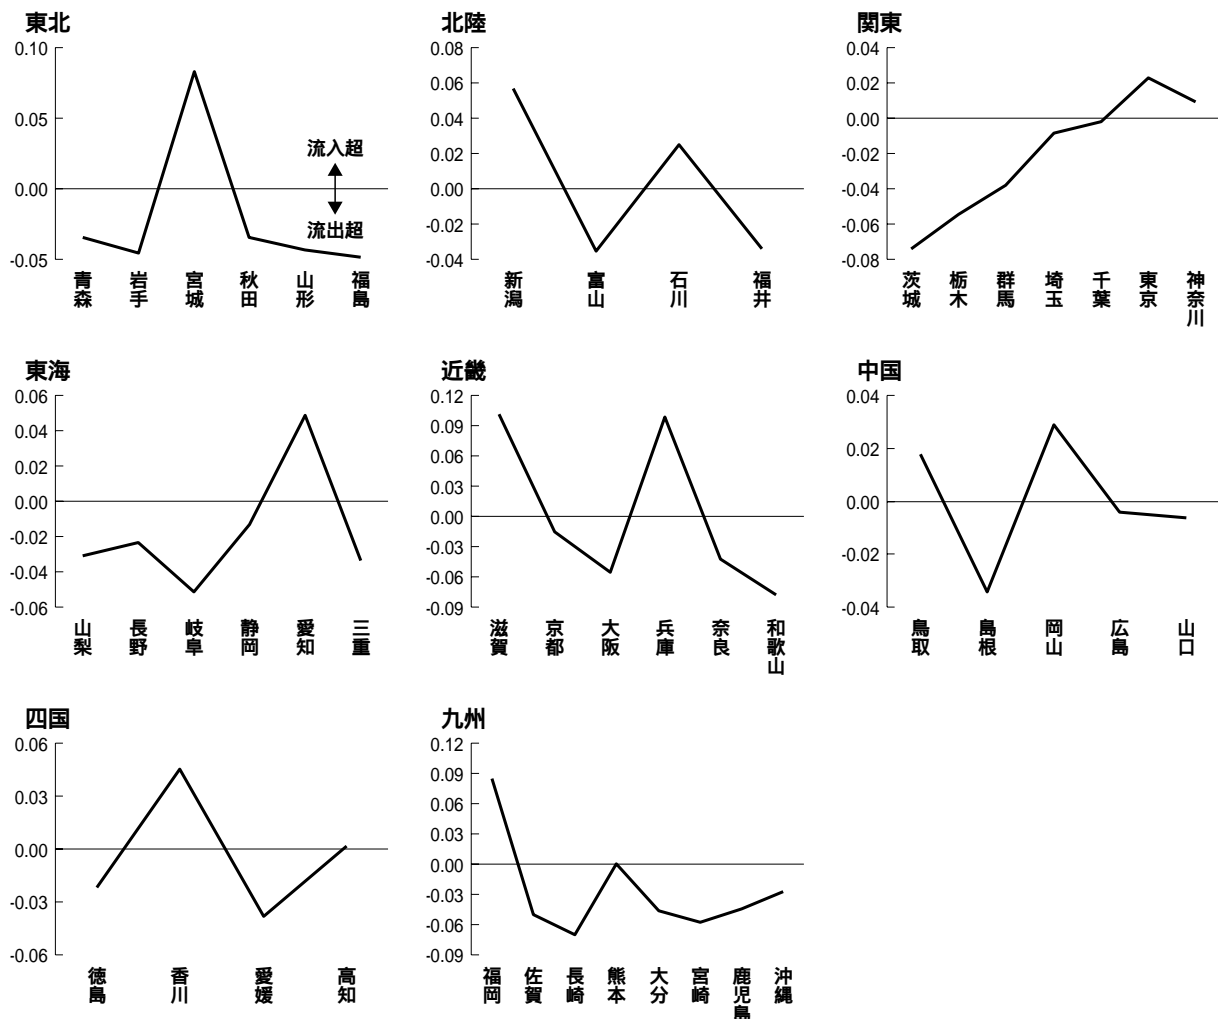 東北
0.10
0.05
0.00
-0.05
流入超
流出超
青森
岩手
宮城
秋田
山形
福島
北陸
0.08
0.06
0.04
0.02
0.00
-0.02
-0.04
新潟
富山
石川
福井
関東
0.04
0.02
0.00
-0.02
-0.04
-0.06
-0.08
茨城
栃木
群馬
埼玉
千葉
東京
神奈川
東海
0.06
0.04
0.02
0.00
-0.02
-0.04
-0.06
山梨
長野
岐阜
静岡
愛知
三重
近畿
0.12
0.09
0.06
0.03
0.00
-0.03
-0.06
-0.09
滋賀
京都
大阪
兵庫
奈良
和歌山
中国
0.04
0.02
0.00
-0.02
-0.04
鳥取
島根
岡山
広島
山口
四国
0.06
0.03
0.00
-0.03
-0.06
徳島
香川
愛媛
高知
九州
0.12
0.09
0.06
0.03
0.00
-0.03
-0.06
-0.09
福岡
佐賀
長崎
熊本
大分
宮崎
鹿児島
沖縄